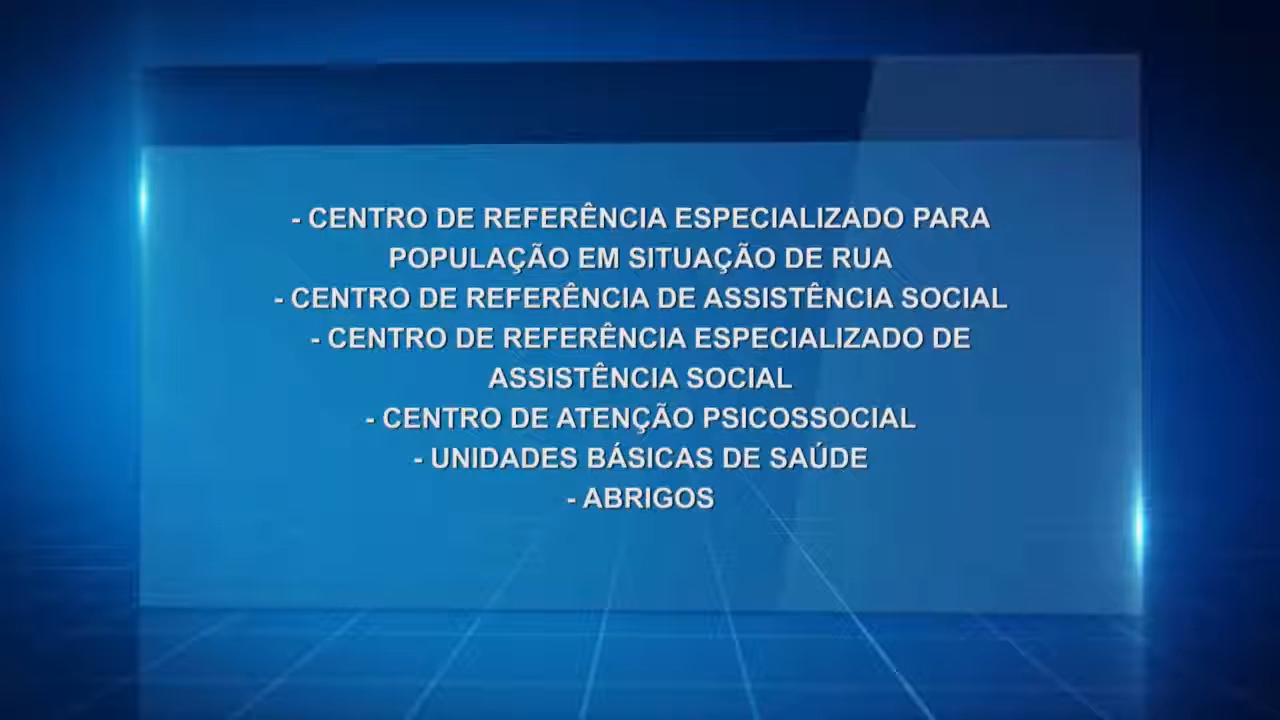 - CENTRO DE REFERÊNCIA ESPECIALIZADO PARA
POPULAÇÃO EM SITUAÇÃO DE RUA
- CENTRO DE REFERÊNCIA DE ASSISTÊNCIA SOCIAL
- CENTRO DE REFERÊNCIA ESPECIALIZADO DE
ASSISTÊNCIA SOCIAL
- CENTRO DE ATENÇÃO PSICOSSOCIAL
- UNIDADES BÁSICAS DE SAÚDE
- ABRIGOS